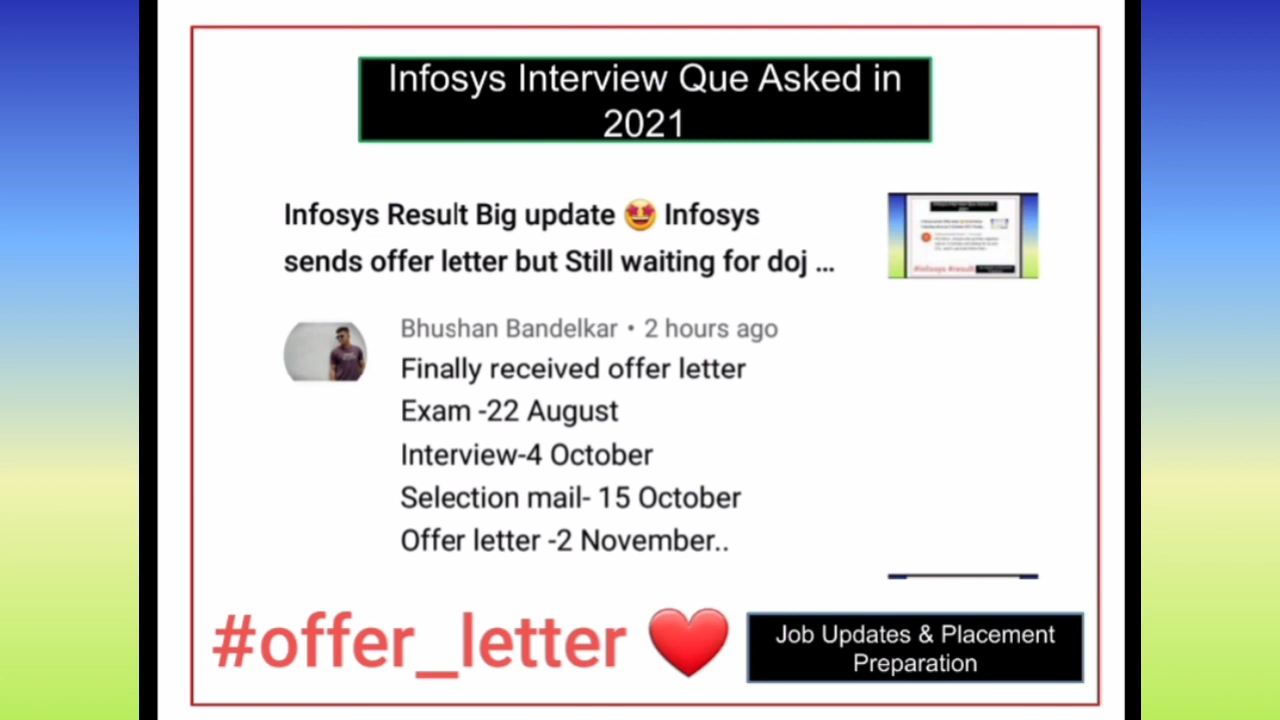 Infosys Interview Que Asked in
2021
Infosys Result Big update 🤩 Infosys
sends offer letter but Still waiting for doj ...
Bhushan Bandelkar • 2 hours ago
Finally received offer letter
Exam -22 August
Interview-4 October
Selection mail- 15 October
Offer letter -2 November..
#offer_letter ❤️
Job Updates & Placement
Preparation